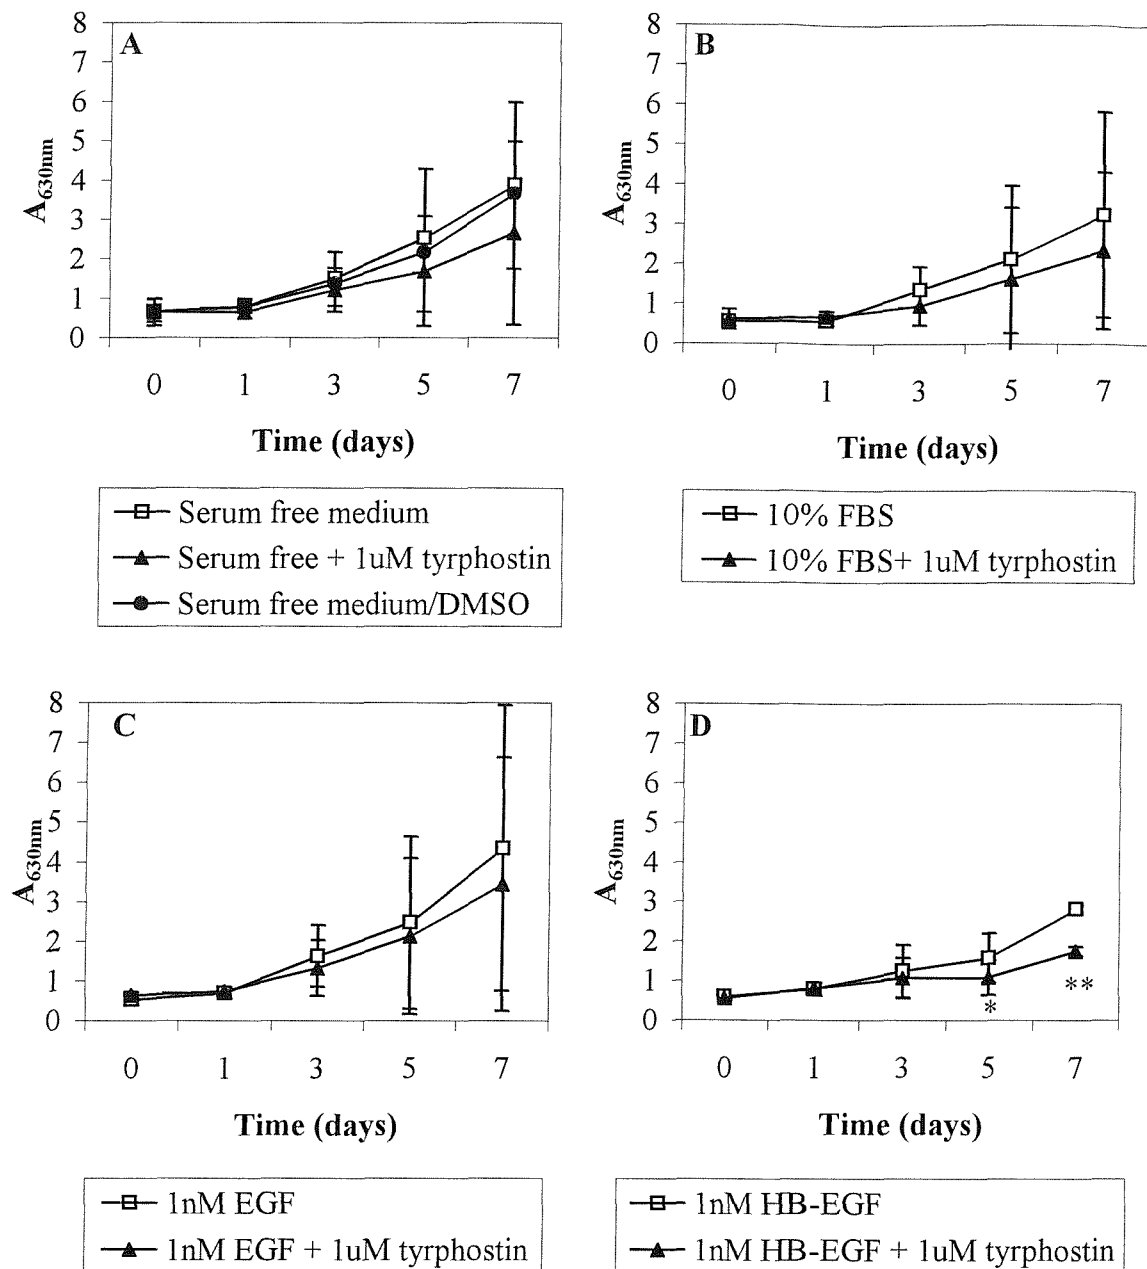 A
8
7
6
5
4
3
2
1
0
A630nm
0 1 3 5 7
Time (days)
Serum free medium
Serum free + 1uM tyrphostin
Serum free medium/DMSO
B
8
7
6
5
4
3
2
1
0
A630nm
0 1 3 5 7
Time (days)
10% FBS
10% FBS+ 1uM tyrphostin
C
8
7
6
5
4
3
2
1
0
A630nm
0 1 3 5 7
Time (days)
1nM EGF
1nM EGF + 1uM tyrphostin
D
8
7
6
5
4
3
2
1
0
A630nm
*
**
0 1 3 5 7
Time (days)
1nM HB-EGF
1nM HB-EGF + 1uM tyrphostin